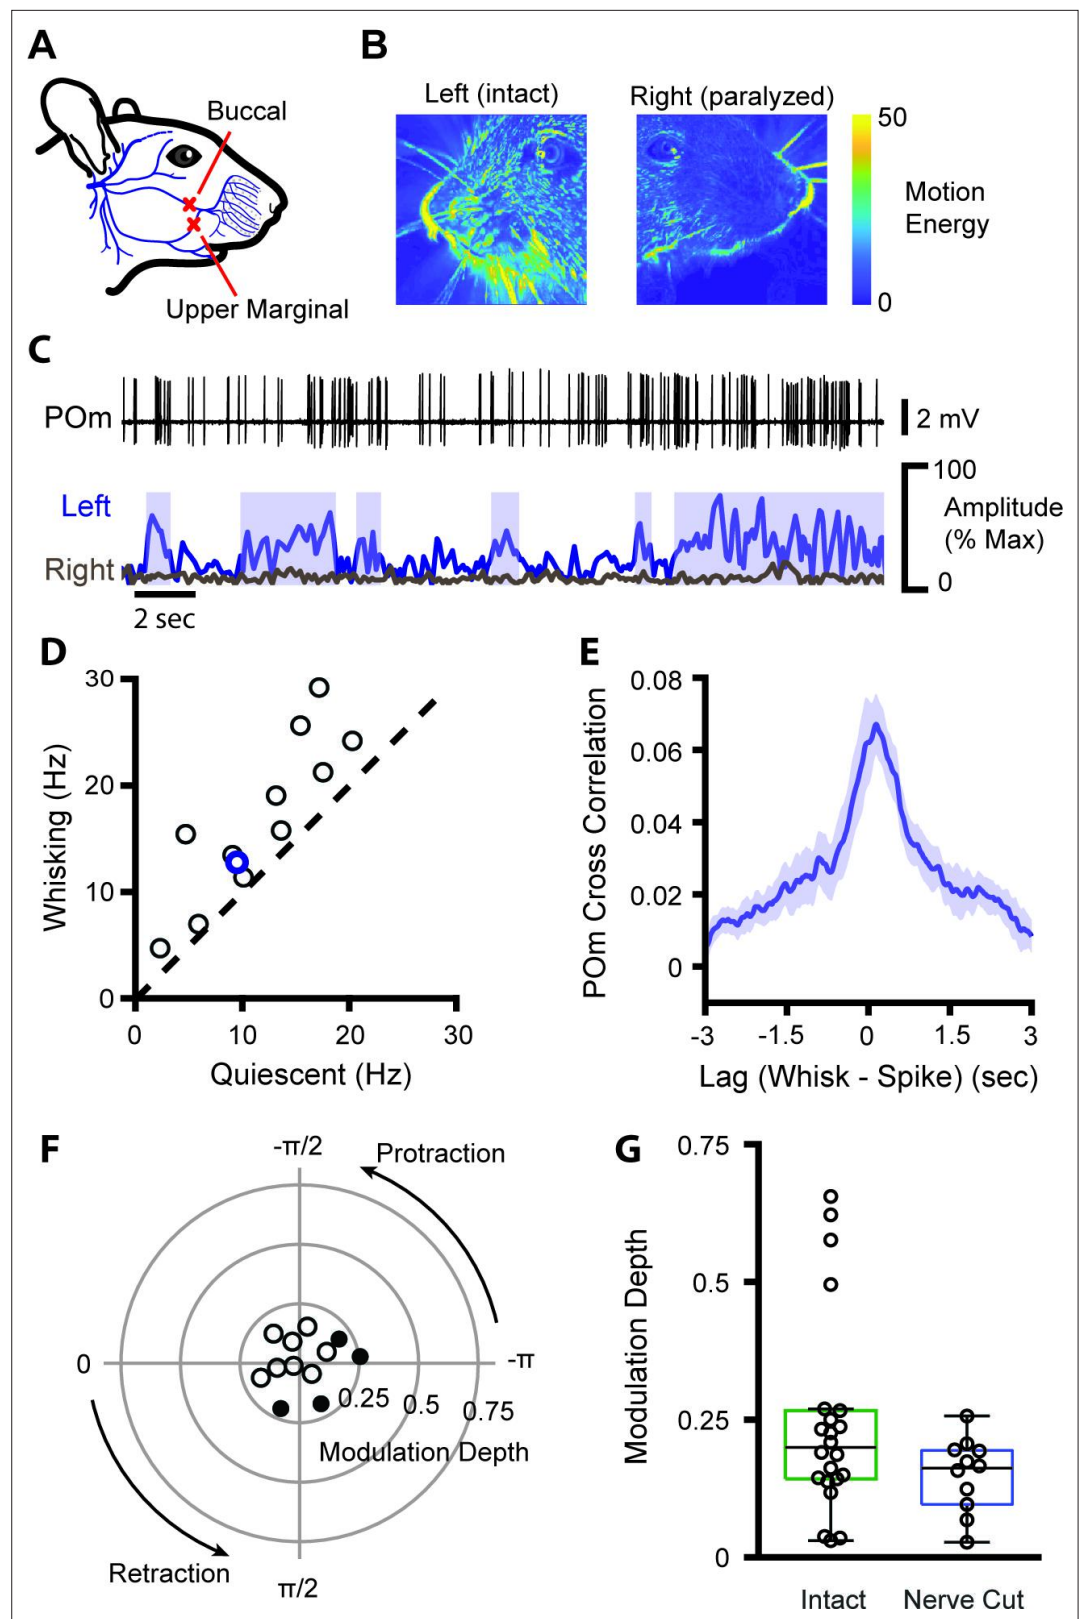 A
Buccal
Upper Marginal
B
Left (intact)
Right (paralyzed)
50
Motion
Energy
0
C
POm
2 mV
Left
Right
100
Amplitude
(% Max)
0
2 sec
D
30
20
10
0
Whisking (Hz)
0 10 20 30
Quiescent (Hz)
E
0.08
0.06
0.04
0.02
0
POm Cross Correlation
-3 -1.5 0 1.5 3
Lag (Whisk - Spike) (sec)
F
-π/2
Protraction
0
-π
0.25 0.5 0.75
Modulation Depth
Retraction
π/2
G
0.75
0.5
0.25
0
Modulation Depth
Intact Nerve Cut